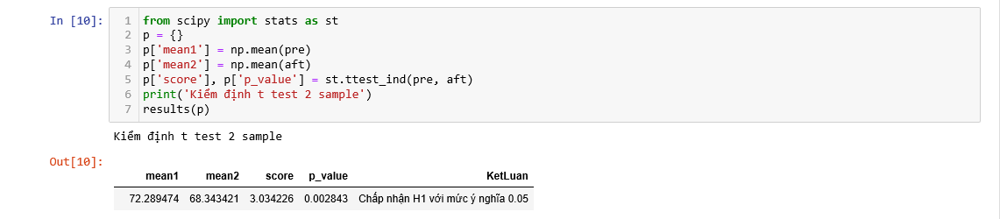 In [10]:
1 from scipy import stats as st
2 p = {}
3 p['mean1'] = np.mean(pre)
4 p['mean2'] = np.mean(aft)
5 p['score'], p['p_value'] = st.ttest_ind(pre, aft)
6 print('Kiểm định t test 2 sample')
7 results(p)
Kiểm định t test 2 sample
Out[10]:
mean1 mean2 score p_value KetLuan
72.289474 68.343421 3.034226 0.002843 Chấp nhận H1 với mức ý nghĩa 0.05